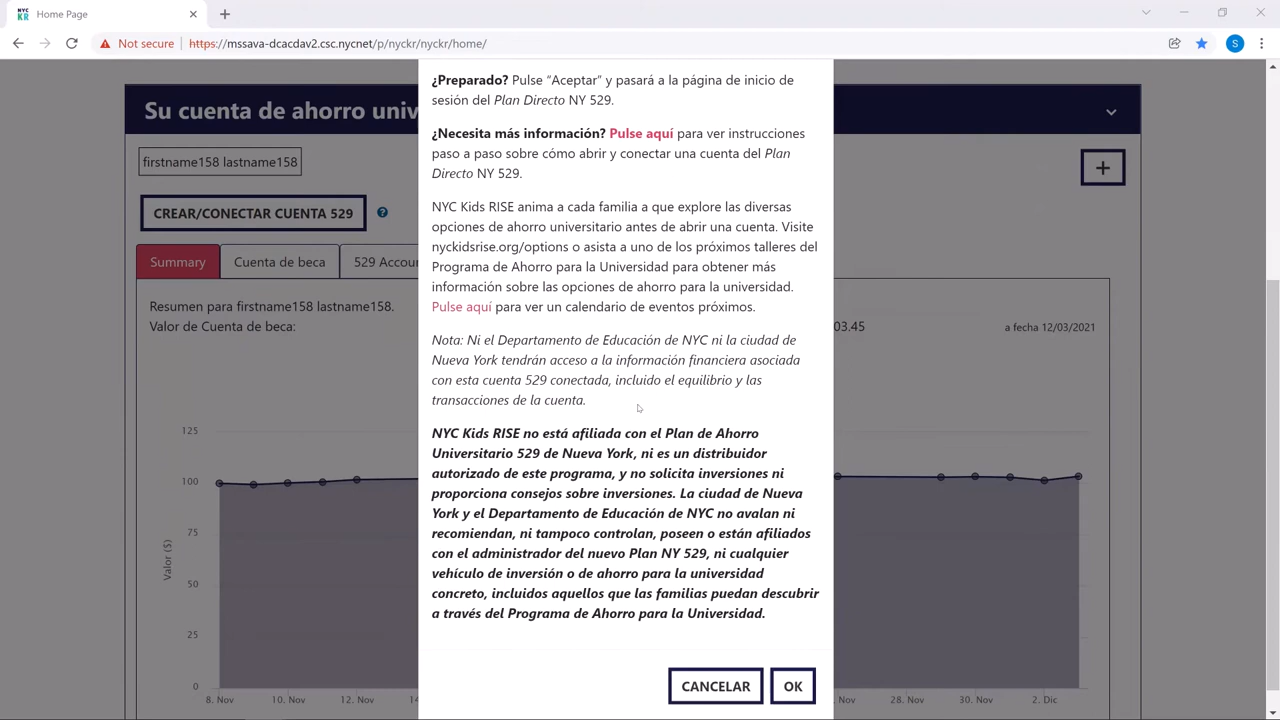 NYC
KR
Home Page
Not secure
https://mssava-dcacdav2.csc.nycnet/p/nyckr/nyckr/home/
S
¿Preparado? Pulse “Aceptar” y pasará a la página de inicio de
sesión del Plan Directo NY 529.
Su cuenta de ahorro univ
¿Necesita más información? Pulse aquí para ver instrucciones
paso a paso sobre cómo abrir y conectar una cuenta del Plan
Directo NY 529.
firstname158 lastname158
+
CREAR/CONECTAR CUENTA 529
?
NYC Kids RISE anima a cada familia a que explore las diversas
opciones de ahorro universitario antes de abrir una cuenta. Visite
nyckidsrise.org/options o asista a uno de los próximos talleres del
Programa de Ahorro para la Universidad para obtener más
información sobre las opciones de ahorro para la universidad.
Pulse aquí para ver un calendario de eventos próximos.
Summary
Cuenta de beca
529 Accou
Resumen para firstname158 lastname158.
Valor de Cuenta de beca:
03.45
a fecha 12/03/2021
Nota: Ni el Departamento de Educación de NYC ni la ciudad de
Nueva York tendrán acceso a la información financiera asociada
con esta cuenta 529 conectada, incluido el equilibrio y las
transacciones de la cuenta.
NYC Kids RISE no está afiliada con el Plan de Ahorro
Universitario 529 de Nueva York, ni es un distribuidor
autorizado de este programa, y no solicita inversiones ni
proporciona consejos sobre inversiones. La ciudad de Nueva
York y el Departamento de Educación de NYC no avalan ni
recomiendan, ni tampoco controlan, poseen o están afiliados
con el administrador del nuevo Plan NY 529, ni cualquier
vehículo de inversión o de ahorro para la universidad
concreto, incluidos aquellos que las familias puedan descubrir
a través del Programa de Ahorro para la Universidad.
Valor ($)
125
100
75
50
25
0
8. Nov
10. Nov
12. Nov
14
Nov
28. Nov
30. Nov
2. Dic
CANCELAR
OK